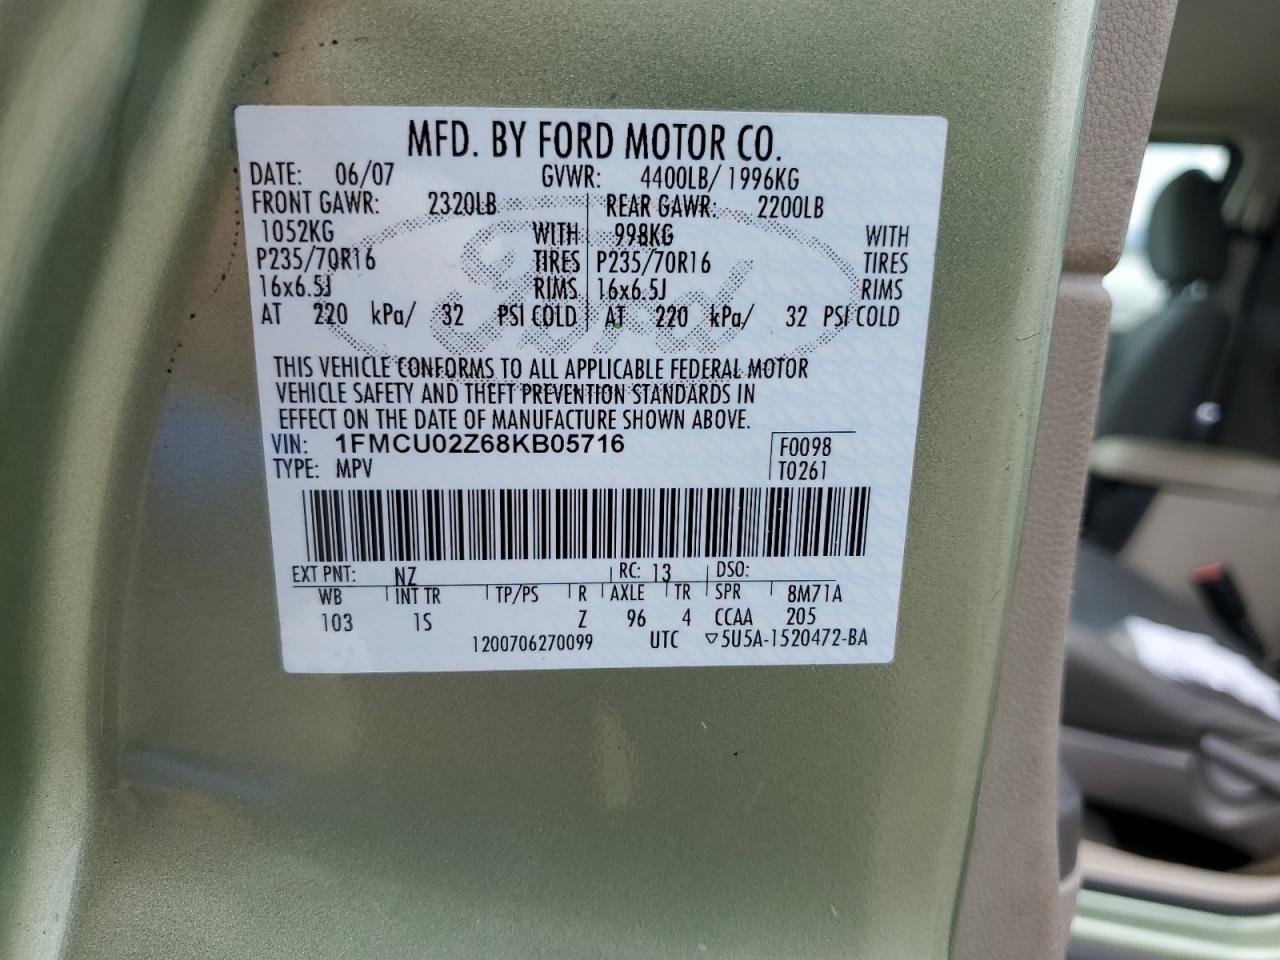 MFD. BY FORD MOTOR CO.
DATE: 06/07 GVWR: 4400LB/ 1996KG
FRONT GAWR: 2320LB REAR GAWR: 2200LB
1052KG WITH 998KG WITH
P235/70R16 TIRES P235/70R16 TIRES
16x6.5J RIMS 16x6.5J RIMS
AT 220 kPa/ 32 PSI COLD AT 220 kPa/ 32 PSI COLD
THIS VEHICLE CONFORMS TO ALL APPLICABLE FEDERAL MOTOR
VEHICLE SAFETY AND THEFT PREVENTION STANDARDS IN
EFFECT ON THE DATE OF MANUFACTURE SHOWN ABOVE.
VIN: 1FMCU02Z68KB05716 F0098
TYPE: MPV T0261
EXT PNT: NZ RC: 13 DSO:
WB INT TR TP/PS R AXLE TR SPR 8M71A
103 1S Z 96 4 CCAA 205
1200706270099 UTC ▽5U5A-1520472-BA
Ford